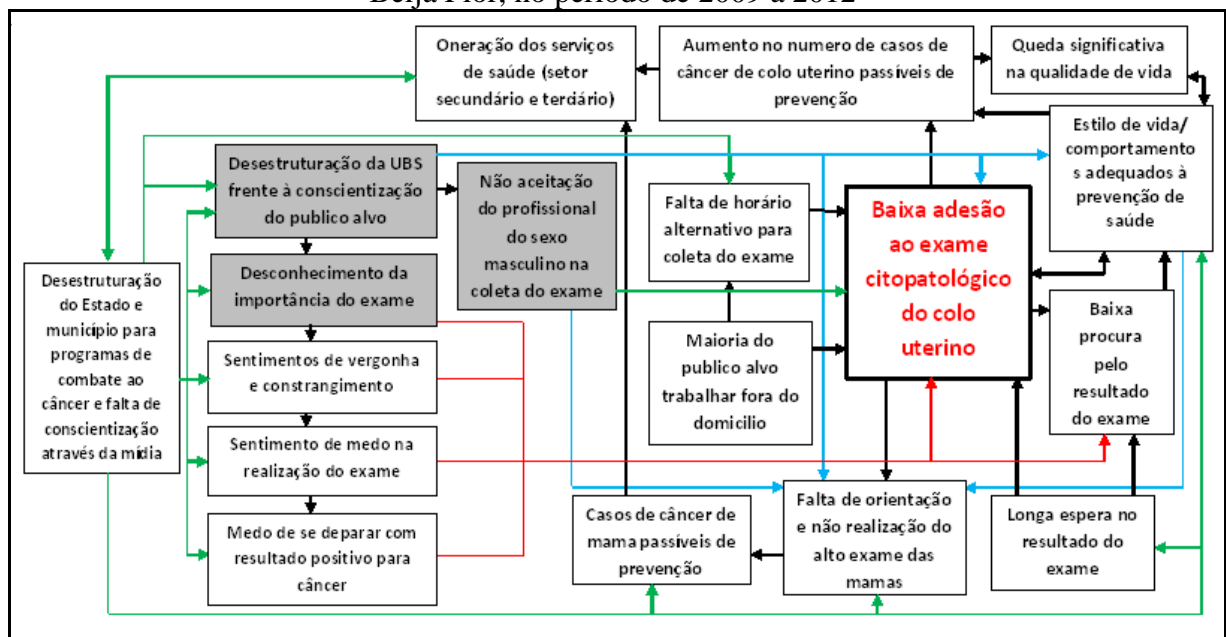 Beija Flor, no período de 2009 a 2012
Oneração dos serviços
de saúde (setor
secundário e terciário)
Aumento no numero de casos de
câncer de colo uterino passíveis de
prevenção
Queda significativa
na qualidade de vida
Estilo de vida/
comportamento
s adequados à
prevenção de
saúde
Desestruturação da UBS
frente à conscientização
do publico alvo
Não aceitação
do profissional
do sexo
masculino na
coleta do exame
Falta de horário
alternativo para
coleta do exame
Baixa adesão
ao exame
citopatológico
do colo
uterino
Desestruturação
do Estado e
município para
programas de
combate ao
câncer e falta de
conscientização
através da mídia
Desconhecimento da
importância do exame
Sentimentos de vergonha
e constrangimento
Maioria do
publico alvo
trabalhar fora do
domicilio
Baixa
procura
pelo
resultado
do exame
Sentimento de medo na
realização do exame
Medo de se deparar com
resultado positivo para
câncer
Casos de câncer de
mama passíveis de
prevenção
Falta de orientação
e não realização do
alto exame das
mamas
Longa espera no
resultado do
exame